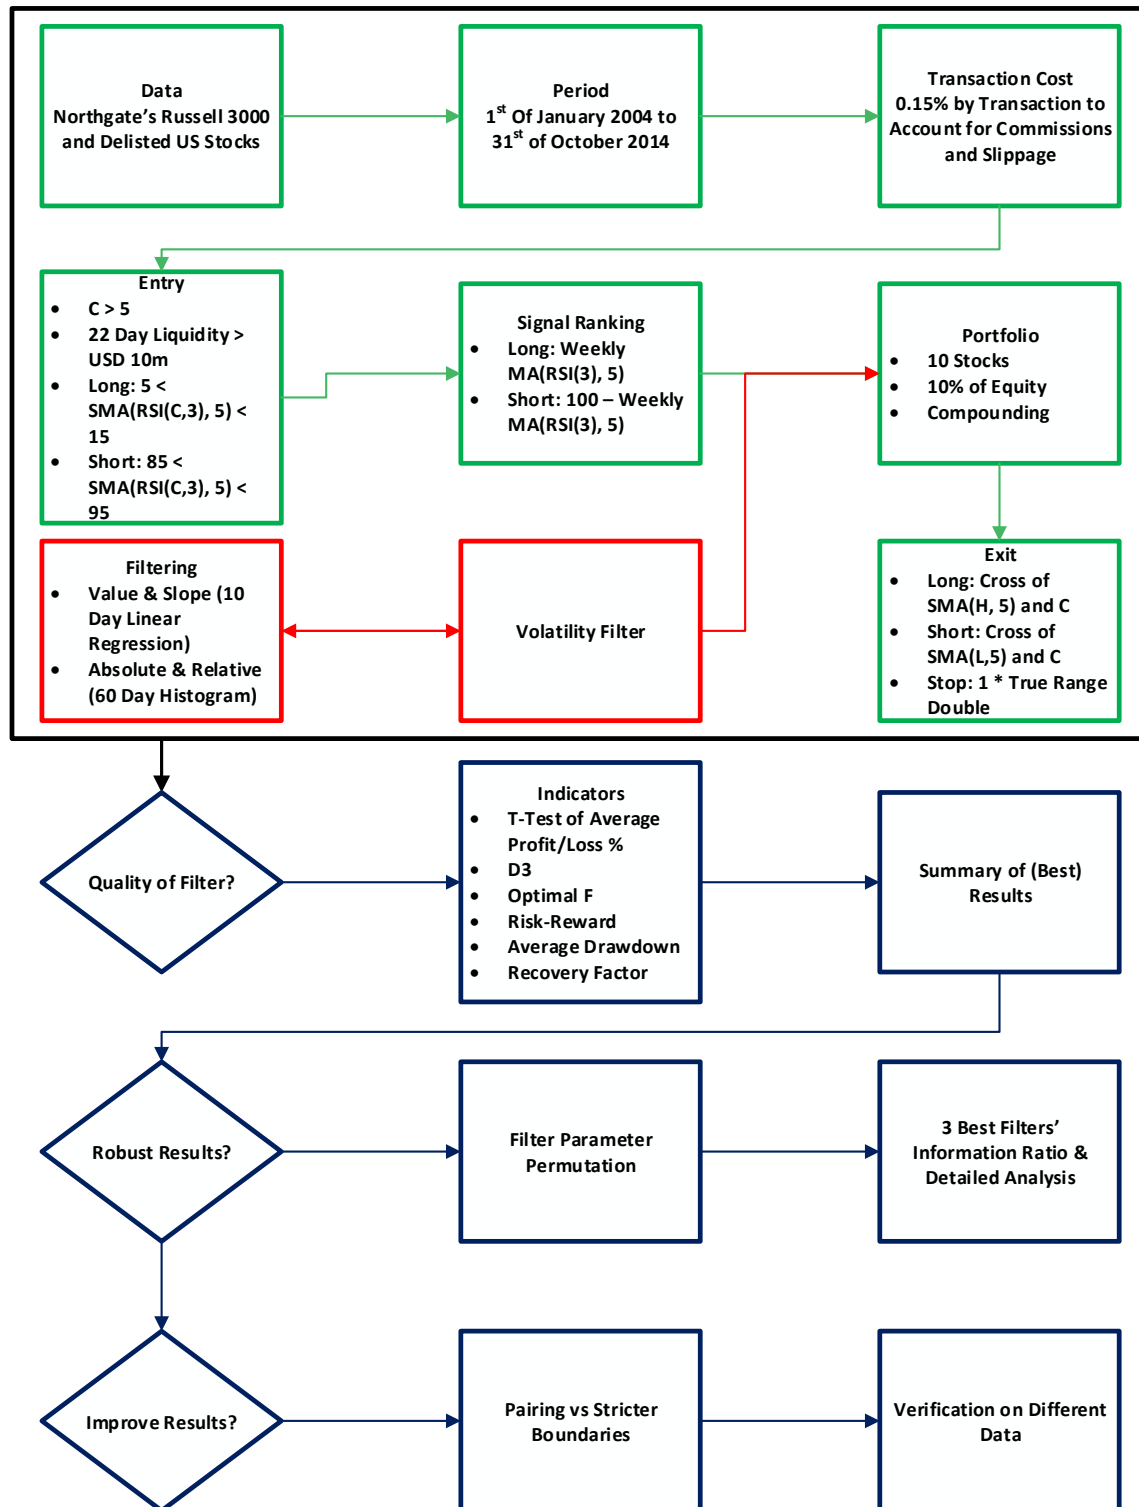 Data
Northgate's Russell 3000
and Delisted US Stocks
Period
1st Of January 2004 to
31st of October 2014
Transaction Cost
0.15% by Transaction to
Account for Commissions
and Slippage
Entry
• C > 5
• 22 Day Liquidity >
USD 10m
• Long: 5 <
SMA(RSI(C,3), 5) <
15
• Short: 85 <
SMA(RSI(C,3), 5) <
95
Signal Ranking
• Long: Weekly
MA(RSI(3), 5)
• Short: 100 – Weekly
MA(RSI(3), 5)
Portfolio
• 10 Stocks
• 10% of Equity
• Compounding
Filtering
• Value & Slope (10
Day Linear
Regression)
• Absolute & Relative
(60 Day Histogram)
Volatility Filter
Exit
• Long: Cross of
SMA(H, 5) and C
• Short: Cross of
SMA(L,5) and C
• Stop: 1 * True Range
Double
Quality of Filter?
Indicators
• T-Test of Average
Profit/Loss %
• D3
• Optimal F
• Risk-Reward
• Average Drawdown
• Recovery Factor
Summary of (Best)
Results
Robust Results?
Filter Parameter
Permutation
3 Best Filters'
Information Ratio &
Detailed Analysis
Improve Results?
Pairing vs Stricter
Boundaries
Verification on Different
Data